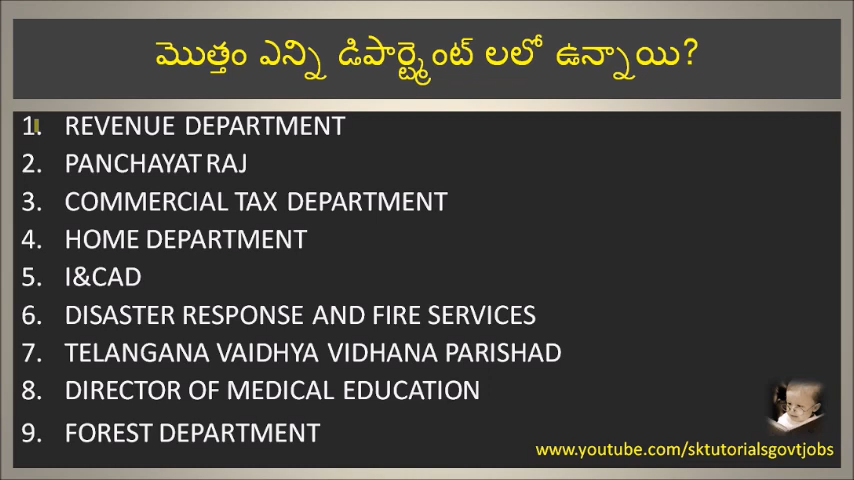 మొత్తం ఎన్ని డిపార్ట్మెంట్ లలో ఉన్నాయి?
1. REVENUE DEPARTMENT
2. PANCHAYAT RAJ
3. COMMERCIAL TAX DEPARTMENT
4. HOME DEPARTMENT
5. I&CAD
6. DISASTER RESPONSE AND FIRE SERVICES
7. TELANGANA VAIDHYA VIDHANA PARISHAD
8. DIRECTOR OF MEDICAL EDUCATION
9. FOREST DEPARTMENT
www.youtube.com/sktutorialsgovtjobs